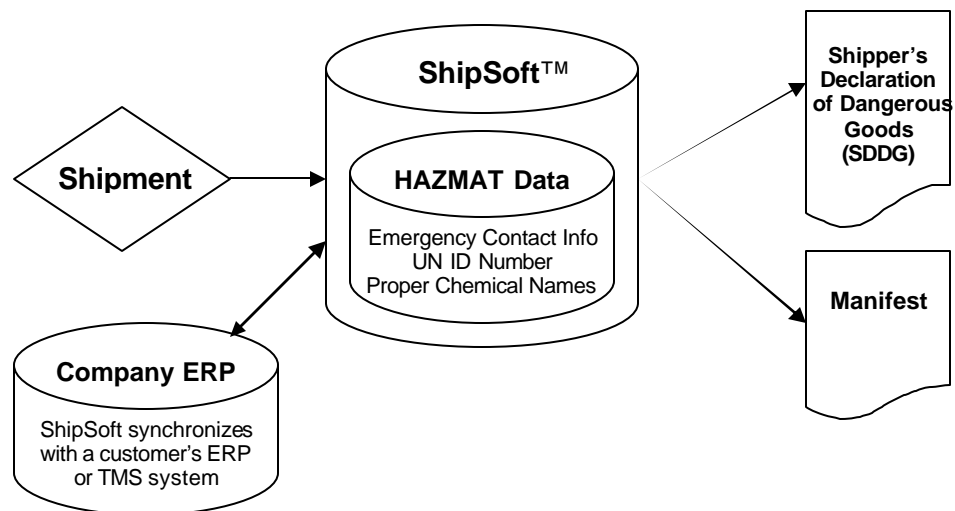 ShipSoft™
Shipment
HAZMAT Data
Emergency Contact Info
UN ID Number
Proper Chemical Names
Company ERP
ShipSoft synchronizes
with a customer's ERP
or TMS system
Shipper's
Declaration
of Dangerous
Goods
(SDDG)
Manifest